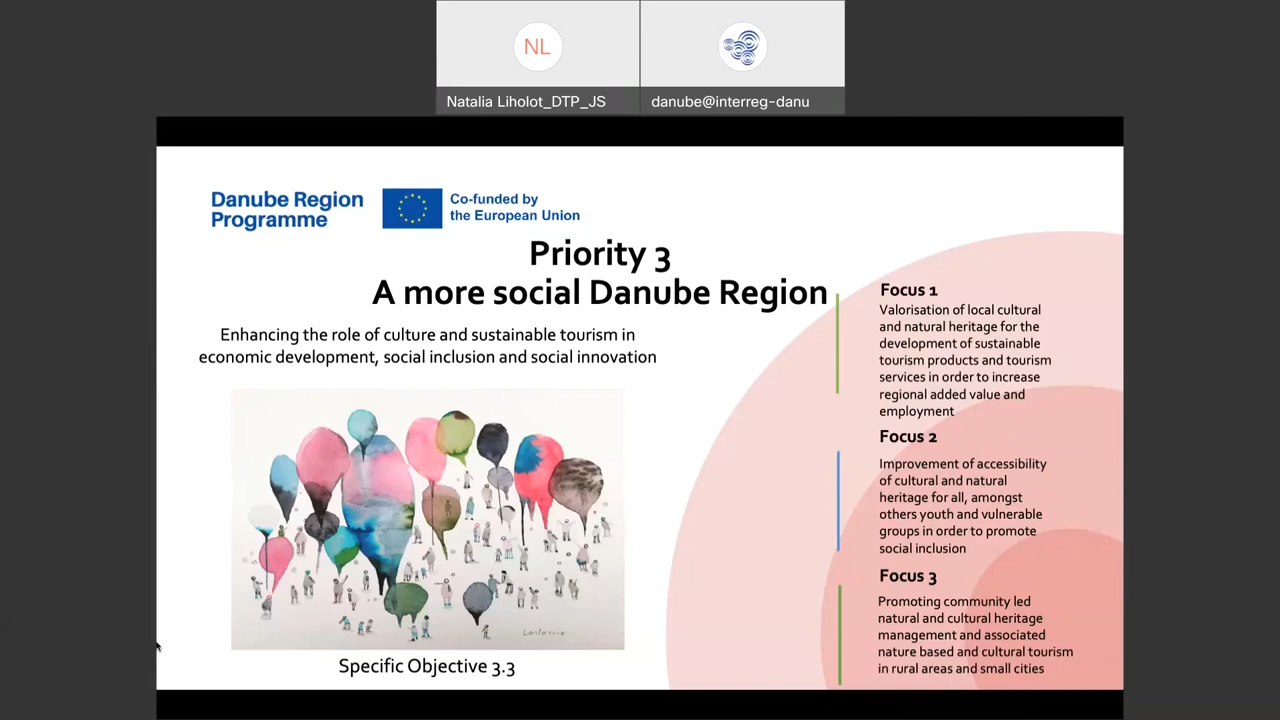 NL
Natalia Liholot_DTP_JS
danube@interreg-danu
Danube Region
Programme
Co-funded by
the European Union
Priority 3
A more social Danube Region
Enhancing the role of culture and sustainable tourism in
economic development, social inclusion and social innovation
Specific Objective 3.3
Focus 1
Valorisation of local cultural
and natural heritage for the
development of sustainable
tourism products and tourism
services in order to increase
regional added value and
employment
Focus 2
Improvement of accessibility
of cultural and natural
heritage for all, amongst
others youth and vulnerable
groups in order to promote
social inclusion
Focus 3
Promoting community led
natural and cultural heritage
management and associated
nature based and cultural tourism
in rural areas and small cities